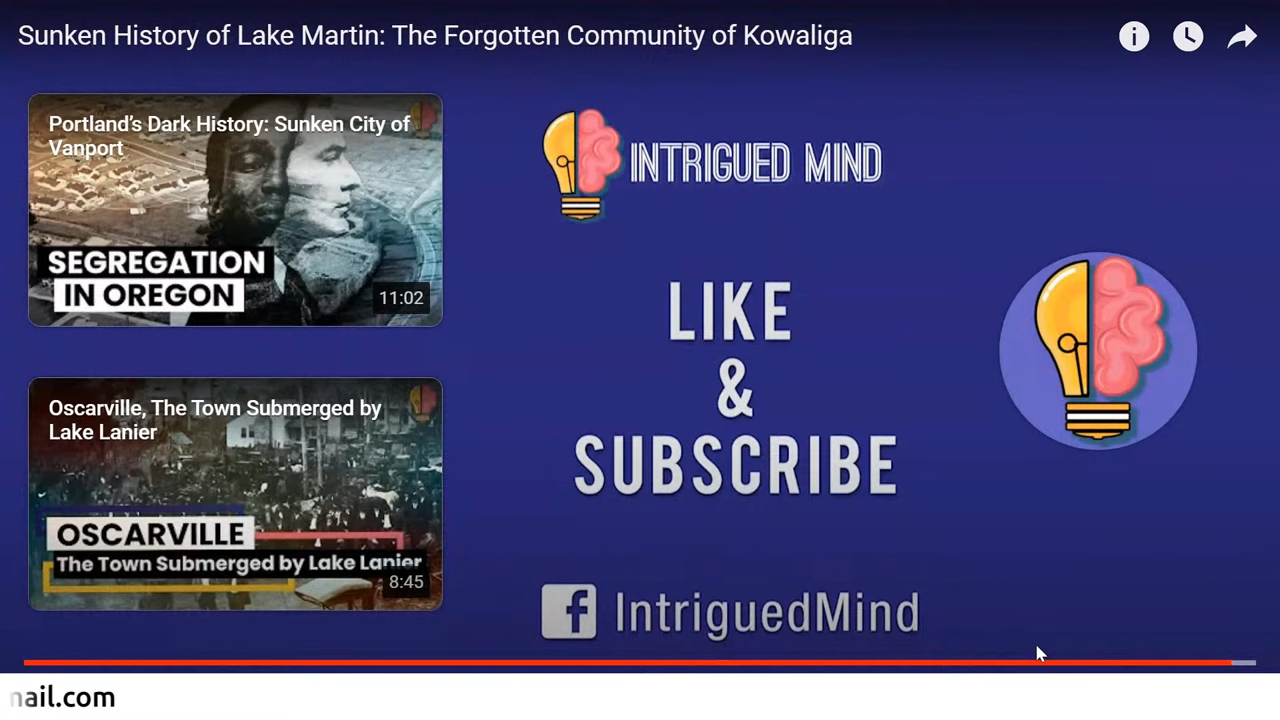 Sunken History of Lake Martin: The Forgotten Community of Kowaliga
Portland’s Dark History: Sunken City of
Vanport
SEGREGATION
IN OREGON
11:02
Oscarville, The Town Submerged by
Lake Lanier
OSCARVILLE
The Town Submerged by Lake Lanier
8:45
INTRIGUED MIND
LIKE
&
SUBSCRIBE
IntriguedMind